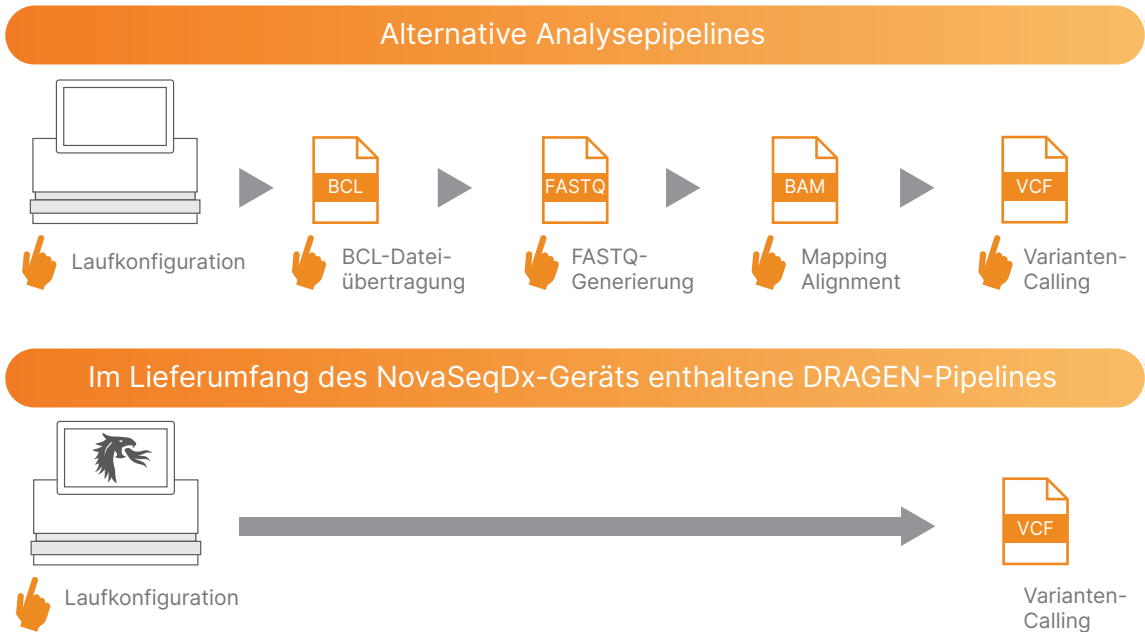 Alternative Analysepipelines
BCL
FASTQ
BAM
VCF
Laufkonfiguration
BCL-Datei-
übertragung
FASTQ-
Generierung
Mapping
Alignment
Varianten-
Calling
Im Lieferumfang des NovaSeqDx-Geräts enthaltene DRAGEN-Pipelines
VCF
Laufkonfiguration
Varianten-
Calling